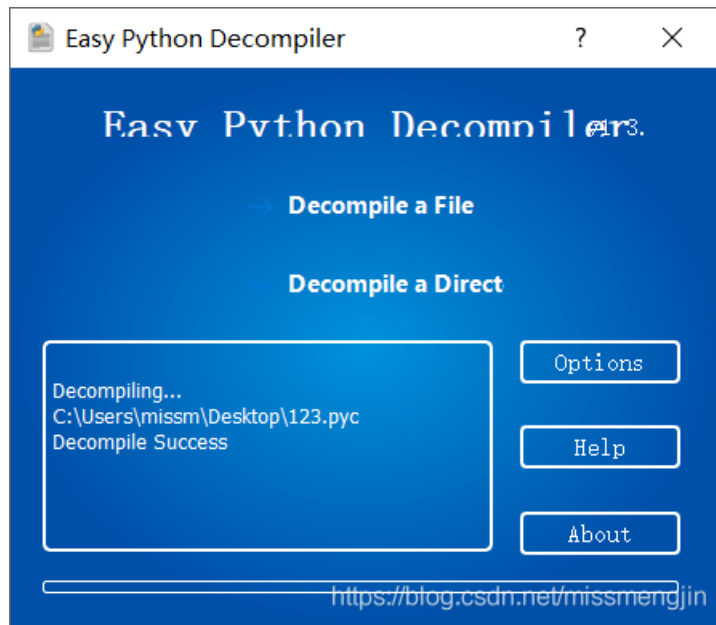 Easy Python Decompiler
?
Easy Python Decompiler
Decompile a File
Decompile a Direct
Decompiling...
C:\Users\missm\Desktop\123.pyc
Decompile Success
Options
Help
About
https://blog.csdn.net/missmengjin